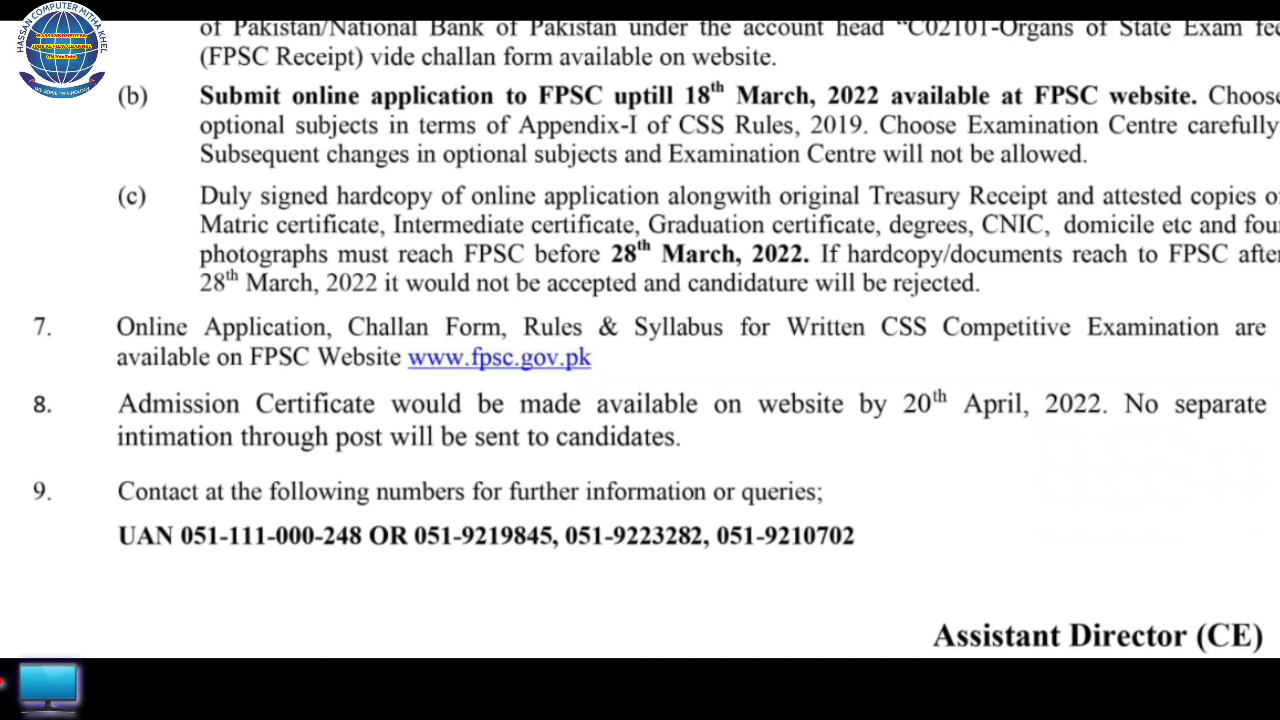 HASSAN COMPUTER MITHA KHEL
WE SERVE TECHNOLOGY
of Pakistan/National Bank of Pakistan under the account head "C02101-Organs of State Exam fee
(FPSC Receipt) vide challan form available on website.
(b) Submit online application to FPSC uptill 18th March, 2022 available at FPSC website. Choose
optional subjects in terms of Appendix-I of CSS Rules, 2019. Choose Examination Centre carefully
Subsequent changes in optional subjects and Examination Centre will not be allowed.
(c) Duly signed hardcopy of online application alongwith original Treasury Receipt and attested copies of
Matric certificate, Intermediate certificate, Graduation certificate, degrees, CNIC, domicile etc and four
photographs must reach FPSC before 28th March, 2022. If hardcopy/documents reach to FPSC after
28th March, 2022 it would not be accepted and candidature will be rejected.
7. Online Application, Challan Form, Rules & Syllabus for Written CSS Competitive Examination are
available on FPSC Website www.fpsc.gov.pk
8. Admission Certificate would be made available on website by 20th April, 2022. No separate
intimation through post will be sent to candidates.
9. Contact at the following numbers for further information or queries;
UAN 051-111-000-248 OR 051-9219845, 051-9223282, 051-9210702
Assistant Director (CE)